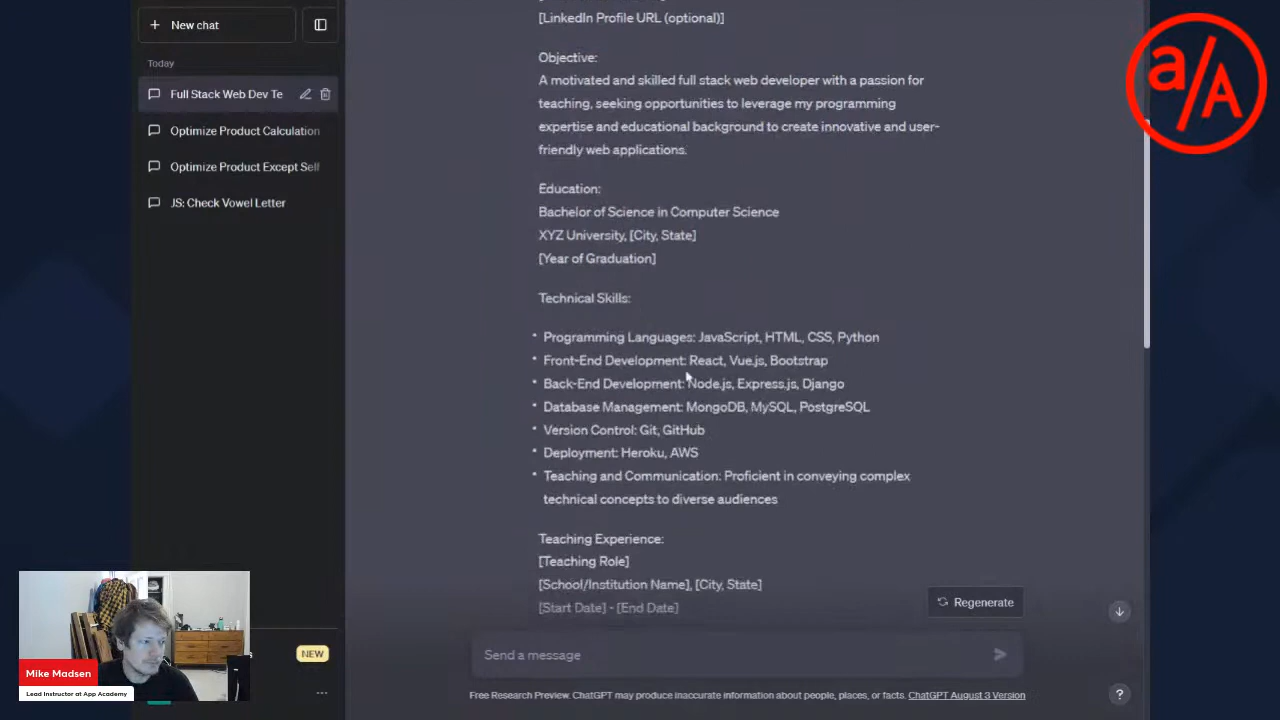 New chat
[LinkedIn Profile URL (optional)]
Today
Full Stack Web Dev Te
Optimize Product Calculation
Optimize Product Except Self
JS: Check Vowel Letter
a/A
Objective:
A motivated and skilled full stack web developer with a passion for
teaching, seeking opportunities to leverage my programming
expertise and educational background to create innovative and user-
friendly web applications.
Education:
Bachelor of Science in Computer Science
XYZ University, [City, State]
[Year of Graduation]
Technical Skills:
• Programming Languages: JavaScript, HTML, CSS, Python
• Front-End Development: React, Vue.js, Bootstrap
• Back-End Development: Node.js, Express.js, Django
• Database Management: MongoDB, MySQL, PostgreSQL
• Version Control: Git, GitHub
• Deployment: Heroku, AWS
• Teaching and Communication: Proficient in conveying complex
technical concepts to diverse audiences
Teaching Experience:
[Teaching Role]
[School/Institution Name], [City, State]
[Start Date] - [End Date]
Regenerate
Send a message
Free Research Preview. ChatGPT may produce inaccurate information about people, places, or facts. ChatGPT August 3 Version
?
s
NEW
Mike Madsen
Lead Instructor at App Academy